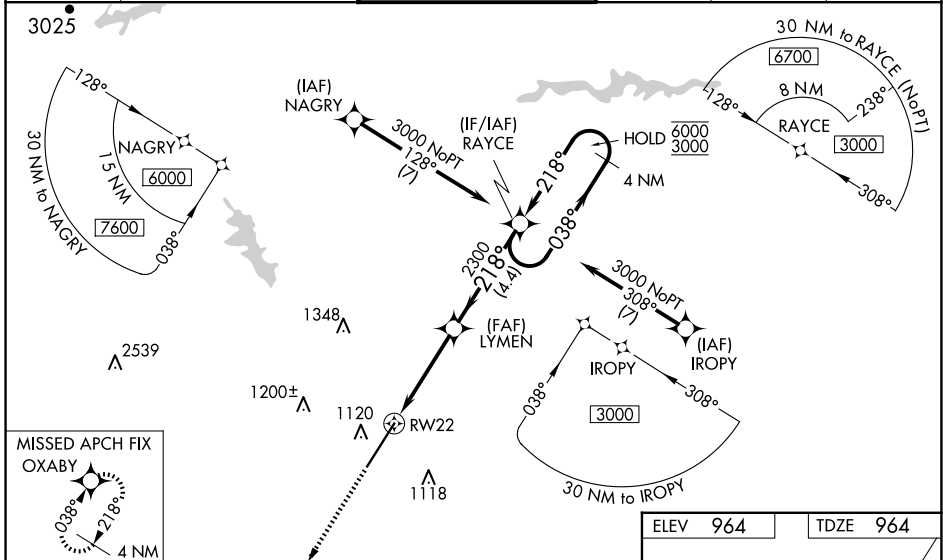 3025
128°
NAGRY
15 NM
6000
30 NM to NAGRY
7600
038°
(IAF)
NAGRY
3000 NoPT
128°
(7)
(IF/IAF)
RAYCE
HOLD 6000
3000
4 NM
218°
038°
30 NM to RAYCE (NoPT)
6700
8 NM
128°
238°
RAYCE
3000
308°
2300
218°
(4.4)
(FAF)
LYMEN
3000 NoPT
308°
(7)
(IAF)
IROPY
1348
2539
1200±
1120
RW22
1118
IROPY
038°
308°
3000
30 NM to IROPY
MISSED APCH FIX
OXABY
038°
218°
4 NM
ELEV 964
TDZE 964